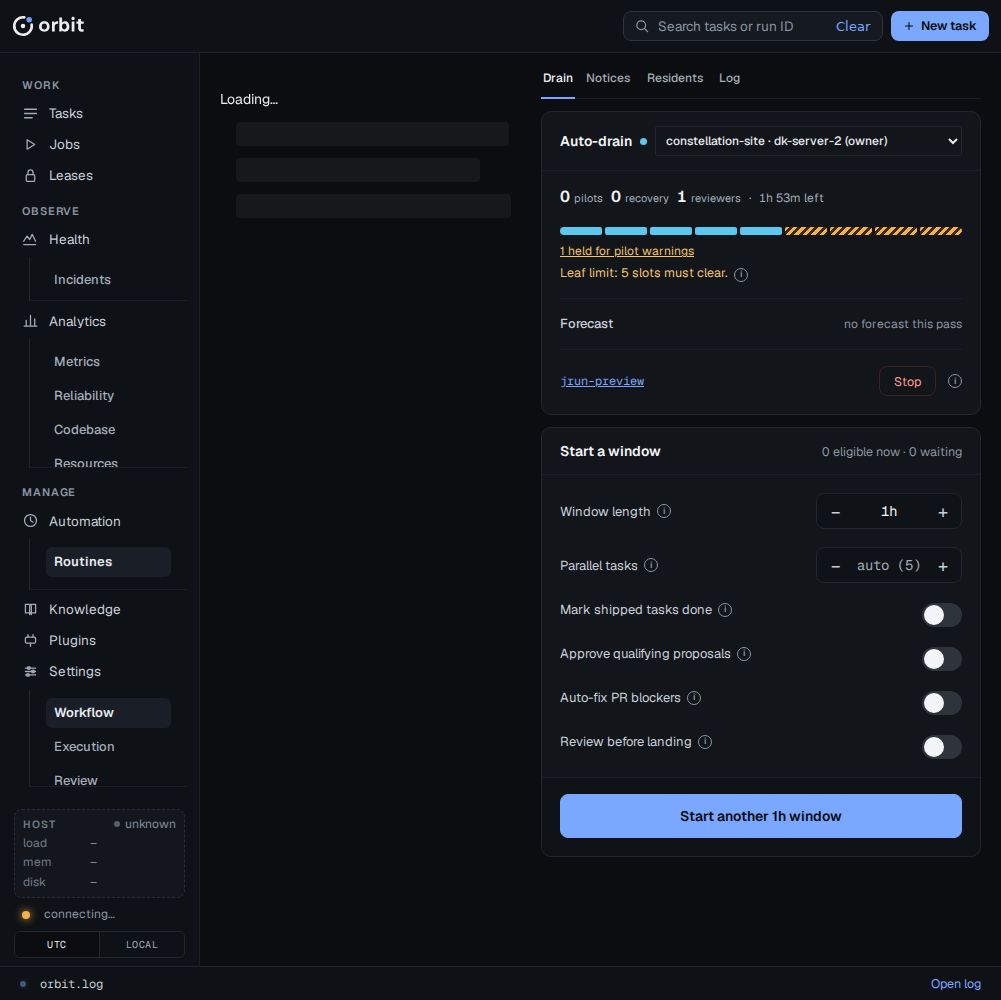 orbit
Search tasks or run ID
Clear
+ New task
WORK
Tasks
Jobs
Leases
OBSERVE
Health
Incidents
Analytics
Metrics
Reliability
Codebase
Resources
MANAGE
Automation
Routines
Knowledge
Plugins
Settings
Workflow
Execution
Review
HOST unknown
load –
mem –
disk –
connecting…
UTC LOCAL
Loading…
Drain Notices Residents Log
Auto-drain constellation-site · dk-server-2 (owner)
0 pilots 0 recovery 1 reviewers · 1h 53m left
1 held for pilot warnings
Leaf limit: 5 slots must clear.
Forecast no forecast this pass
jrun-preview Stop
Start a window 0 eligible now · 0 waiting
Window length − 1h +
Parallel tasks − auto (5) +
Mark shipped tasks done
Approve qualifying proposals
Auto-fix PR blockers
Review before landing
Start another 1h window
orbit.log Open log